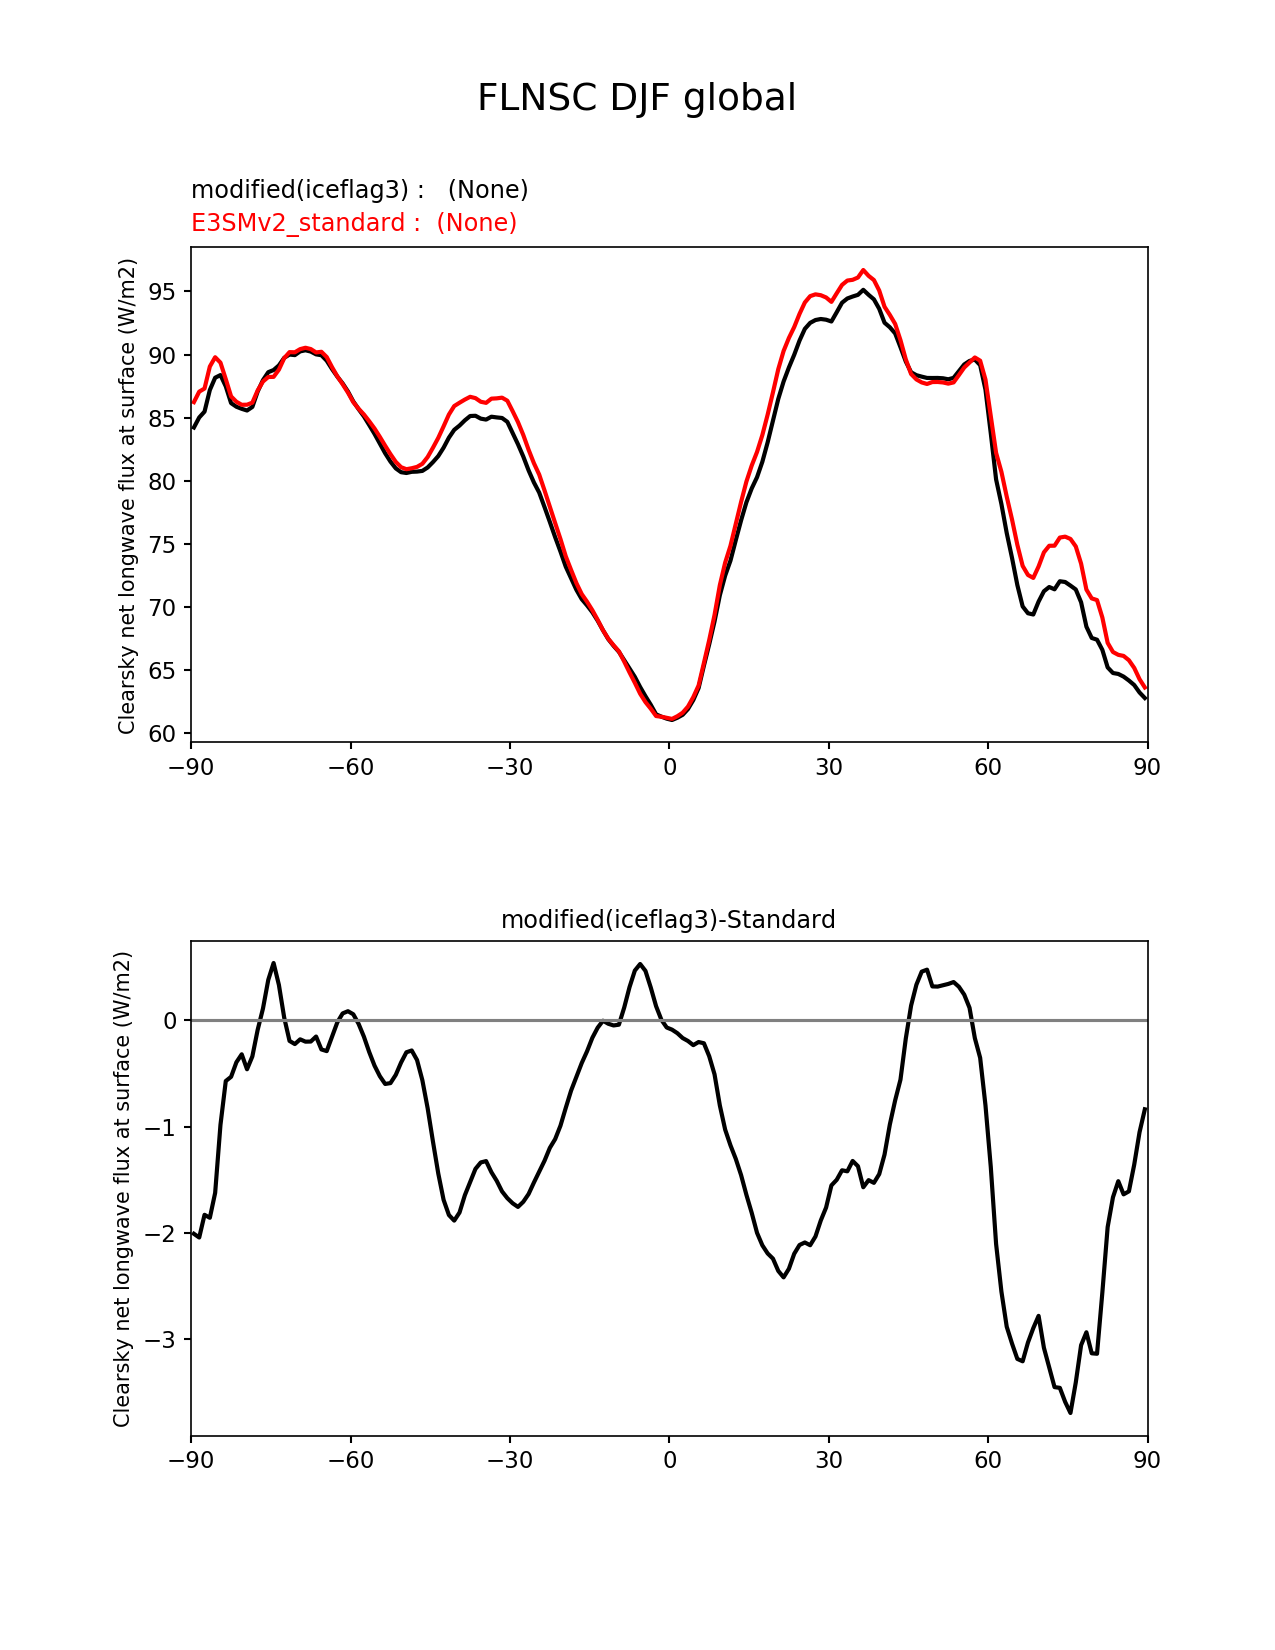 FLNSC DJF global
modified(iceflag3) :   (None)
E3SMv2_standard :  (None)
Clearsky net longwave flux at surface (W/m2)
95
90
85
80
75
70
65
60
−90 −60 −30 0 30 60 90
modified(iceflag3)-Standard
Clearsky net longwave flux at surface (W/m2)
0
−1
−2
−3
−90 −60 −30 0 30 60 90